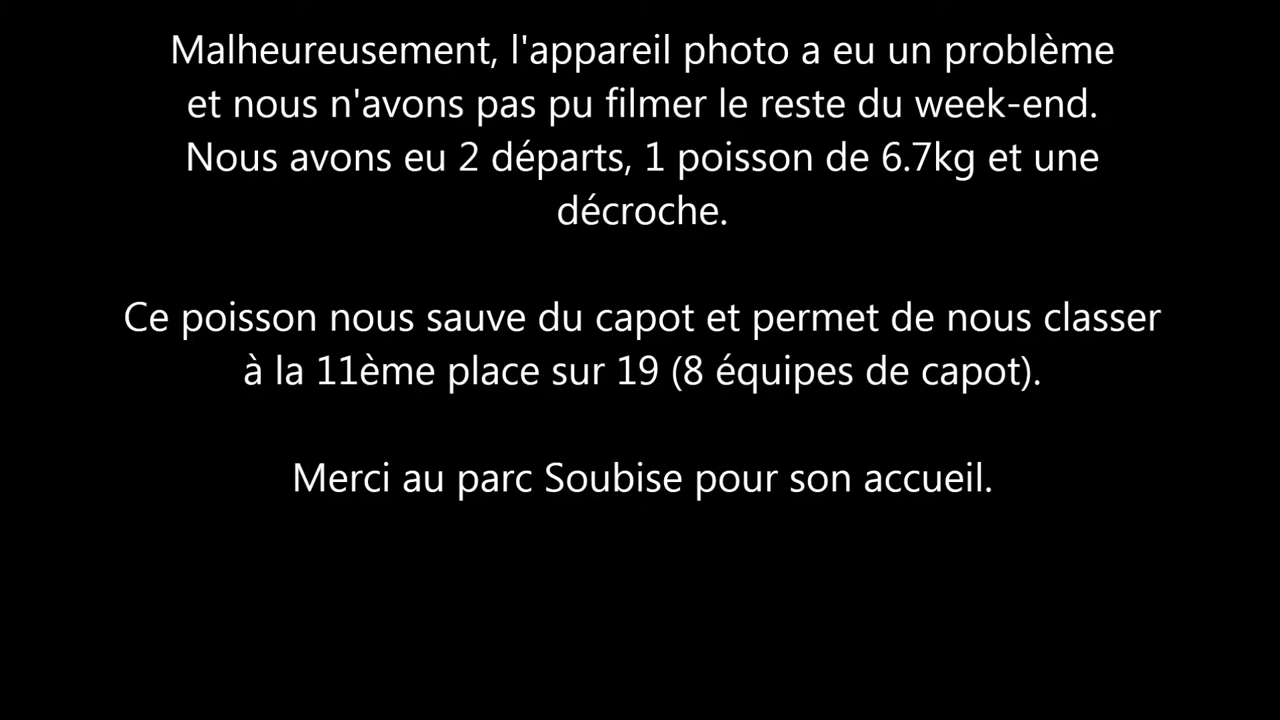 Malheureusement, l'appareil photo a eu un problème
et nous n'avons pas pu filmer le reste du week-end.
Nous avons eu 2 départs, 1 poisson de 6.7kg et une
décroche.
Ce poisson nous sauve du capot et permet de nous classer
à la 11ème place sur 19 (8 équipes de capot).
Merci au parc Soubise pour son accueil.